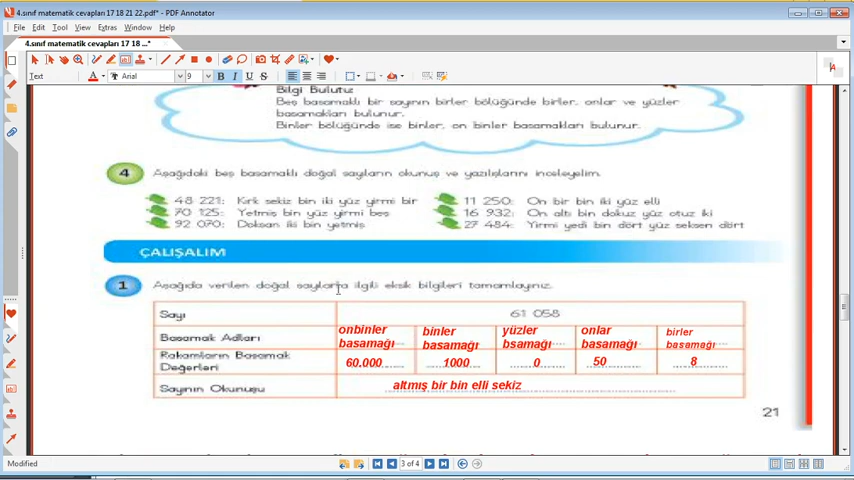 4.sınıf matematik cevapları 17 18 21 22.pdf* - PDF Annotator
File Edit Tool View Extras Window Help
4.sınıf matematik cevapları 17 18 ...*
Text Arial 9 B I U S
Bilgi Bulutu:
Beş basamaklı bir sayının birler bölüğünde birler, onlar ve yüzler
basamakları bulunur.
Binler bölüğünde ise binler, on binler basamakları bulunur.
4 Aşağıdaki beş basamaklı doğal sayıların okunuş ve yazılışlarını inceleyelim.
48 221: Kırk sekiz bin iki yüz yirmi bir 11 250: On bir bin iki yüz elli
70 125: Yetmiş bin yüz yirmi beş 16 932: On altı bin dokuz yüz otuz iki
92 070: Doksan iki bin yetmiş 27 484: Yirmi yedi bin dört yüz seksen dört
ÇALIŞALIM
1 Aşağıda verilen doğal sayılarla ilgili eksik bilgileri tamamlayınız.
Sayı 61 058
Basamak Adları onbinler basamağı binler basamağı yüzler bsamağı onlar basamağı birler basamağı
Rakamların Basamak Değerleri 60.000 1000 0 50 8
Sayının Okunuşu altmış bir bin elli sekiz
21
Modified 3 of 4